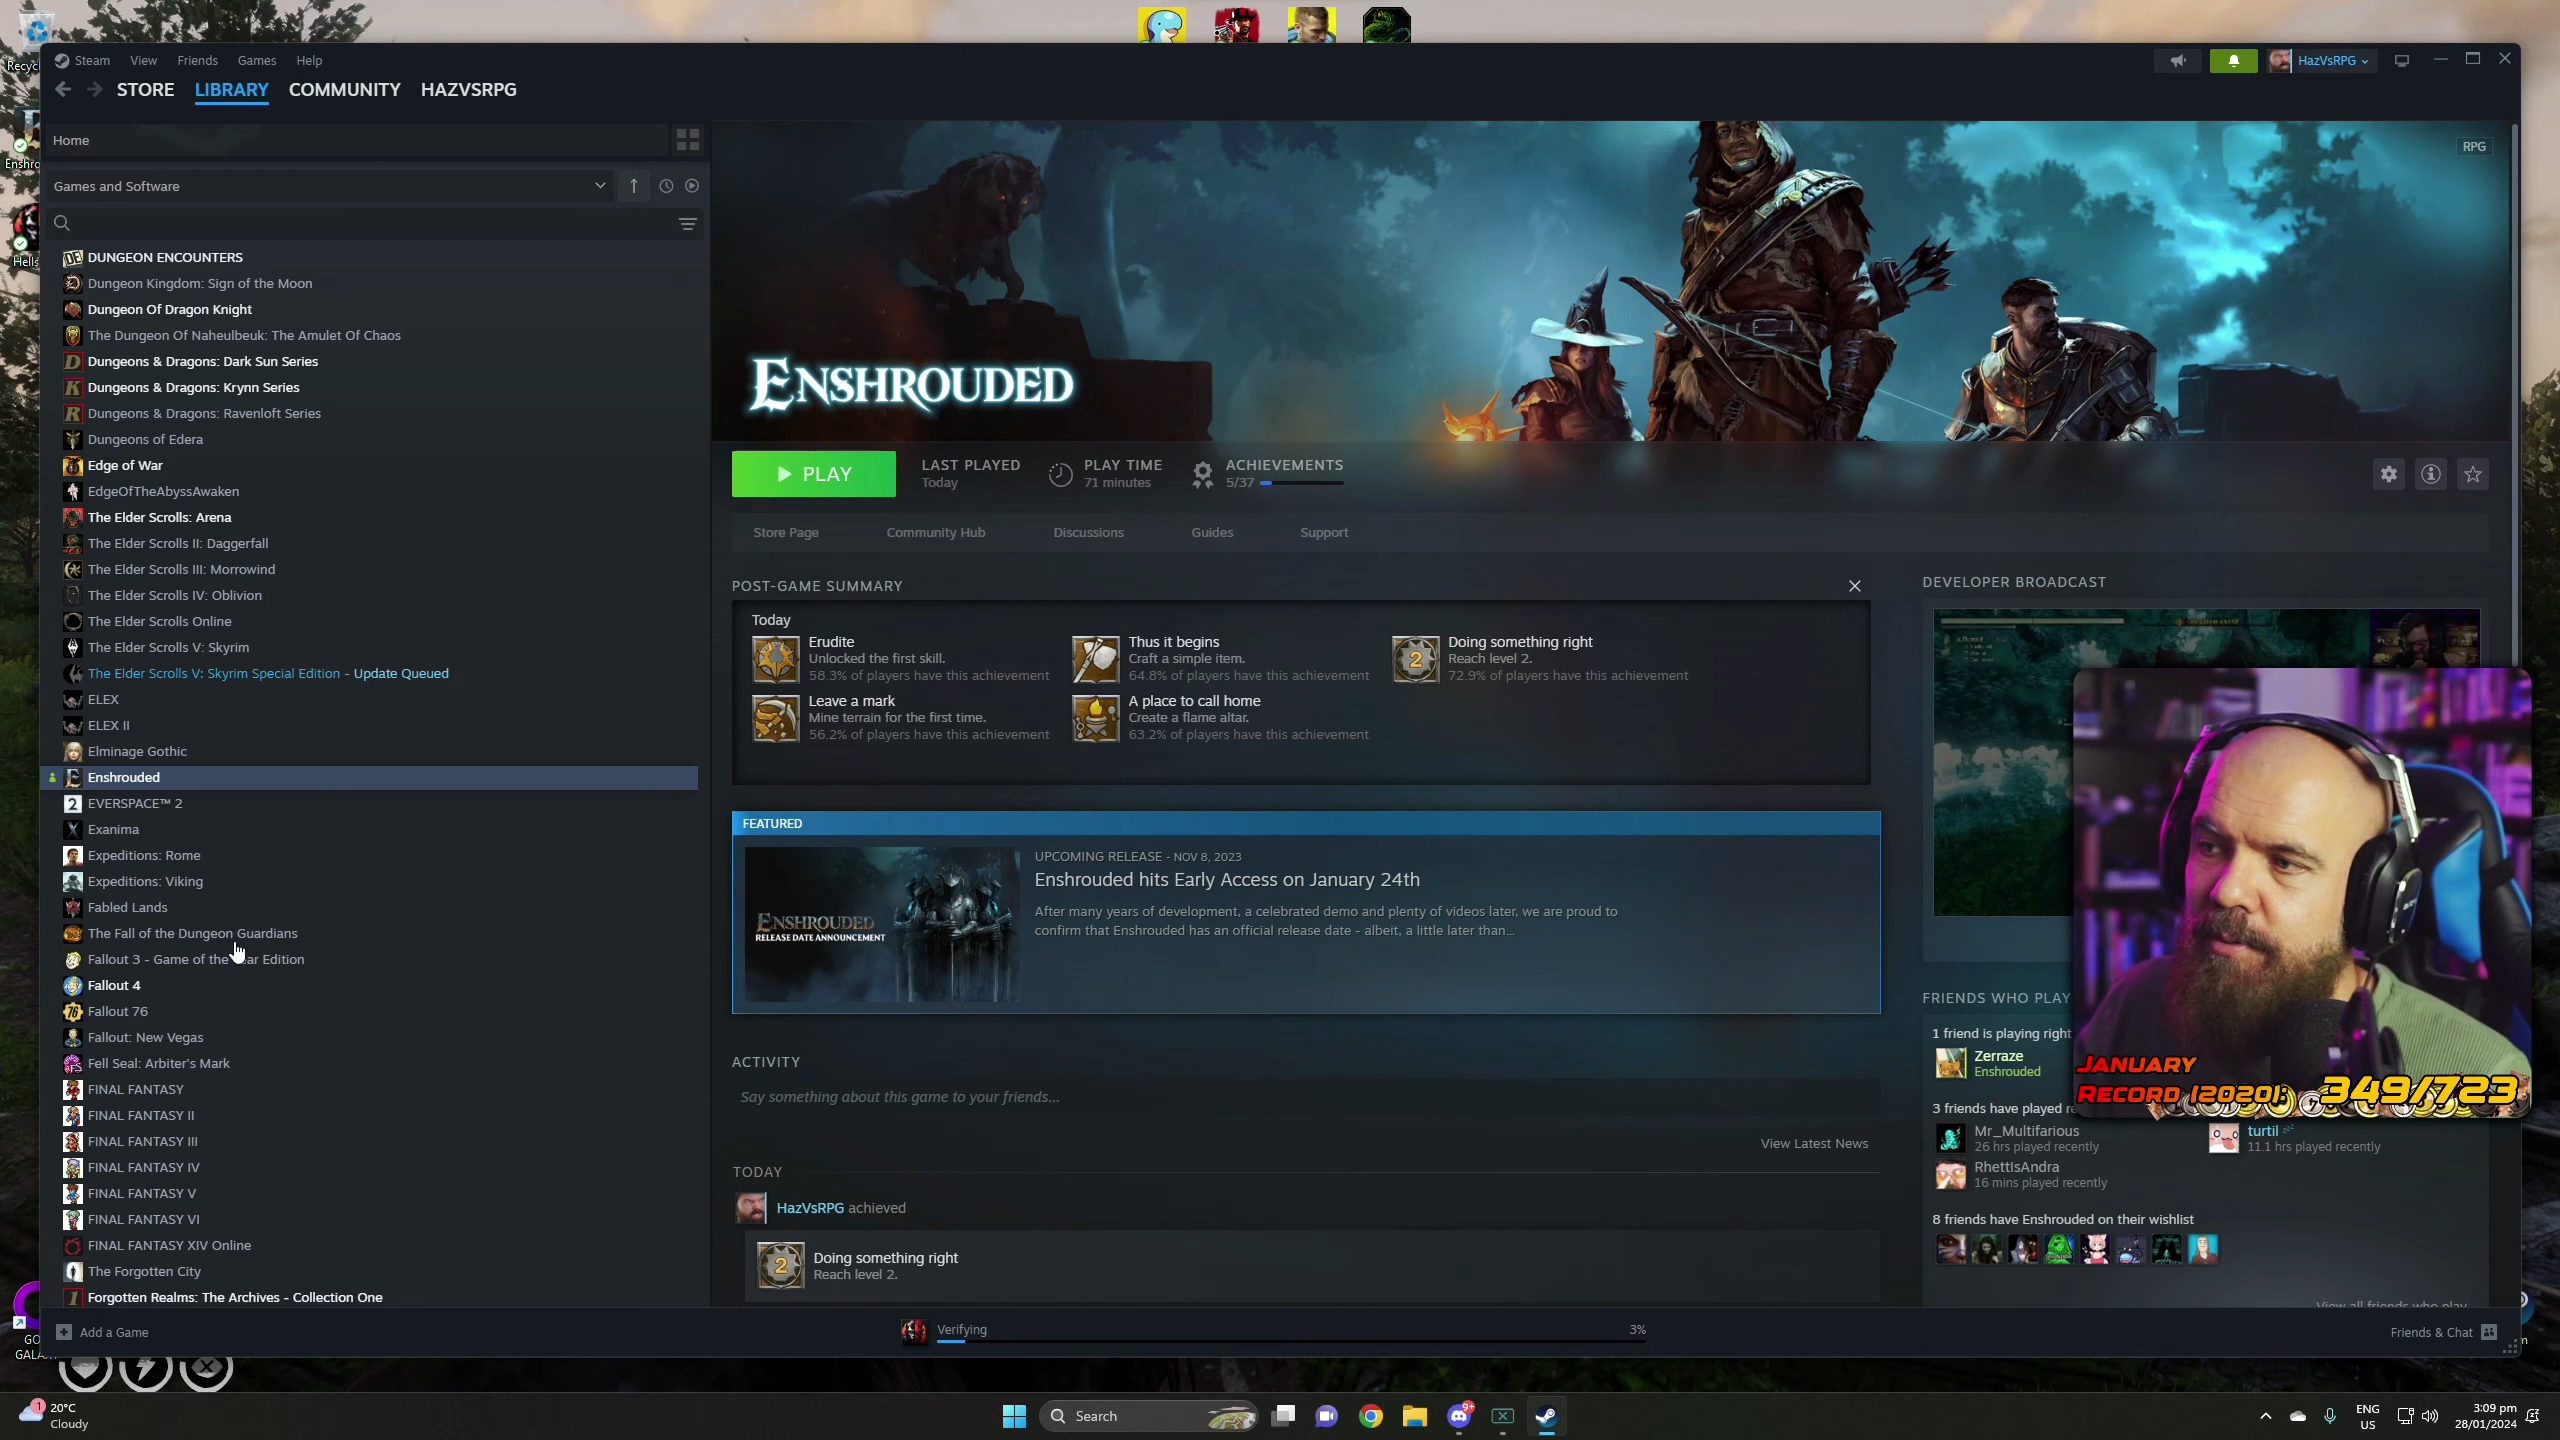 Steam View Friends Games Help
HazVsRPG
STORE LIBRARY COMMUNITY HAZVSRPG
Home
Games and Software
DUNGEON ENCOUNTERS
Dungeon Kingdom: Sign of the Moon
Dungeon Of Dragon Knight
The Dungeon Of Naheulbeuk: The Amulet Of Chaos
Dungeons & Dragons: Dark Sun Series
Dungeons & Dragons: Krynn Series
Dungeons & Dragons: Ravenloft Series
Dungeons of Edera
Edge of War
EdgeOfTheAbyssAwaken
The Elder Scrolls: Arena
The Elder Scrolls II: Daggerfall
The Elder Scrolls III: Morrowind
The Elder Scrolls IV: Oblivion
The Elder Scrolls Online
The Elder Scrolls V: Skyrim
The Elder Scrolls V: Skyrim Special Edition - Update Queued
ELEX
ELEX II
Elminage Gothic
Enshrouded
EVERSPACE™ 2
Exanima
Expeditions: Rome
Expeditions: Viking
Fabled Lands
The Fall of the Dungeon Guardians
Fallout 3 - Game of the ar Edition
Fallout 4
Fallout 76
Fallout: New Vegas
Fell Seal: Arbiter's Mark
FINAL FANTASY
FINAL FANTASY II
FINAL FANTASY III
FINAL FANTASY IV
FINAL FANTASY V
FINAL FANTASY VI
FINAL FANTASY XIV Online
The Forgotten City
Forgotten Realms: The Archives - Collection One
Add a Game
RPG
ENSHROUDED
PLAY
LAST PLAYED
Today
PLAY TIME
71 minutes
ACHIEVEMENTS
5/37
Store Page Community Hub Discussions Guides Support
POST-GAME SUMMARY
Today
Erudite
Unlocked the first skill.
58.3% of players have this achievement
Thus it begins
Craft a simple item.
64.8% of players have this achievement
Doing something right
Reach level 2.
72.9% of players have this achievement
Leave a mark
Mine terrain for the first time.
56.2% of players have this achievement
A place to call home
Create a flame altar.
63.2% of players have this achievement
FEATURED
ENSHROUDED
RELEASE DATE ANNOUNCEMENT
UPCOMING RELEASE - NOV 8, 2023
Enshrouded hits Early Access on January 24th
After many years of development, a celebrated demo and plenty of videos later, we are proud to
confirm that Enshrouded has an official release date - albeit, a little later than...
ACTIVITY
Say something about this game to your friends...
View Latest News
TODAY
HazVsRPG achieved
Doing something right
Reach level 2.
DEVELOPER BROADCAST
FRIENDS WHO PLAY
1 friend is playing right
Zerraze
Enshrouded
3 friends have played re
Mr_Multifarious
26 hrs played recently
turtil
11.1 hrs played recently
RhettIsAndra
16 mins played recently
8 friends have Enshrouded on their wishlist
View all friends who play
JANUARY
RECORD (2020): 349/723
Verifying 3%
Friends & Chat
Recycl
Enshro
Hells
GO
GALA
1
20°C
Cloudy
Search
9+
ENG
US
3:09 pm
28/01/2024